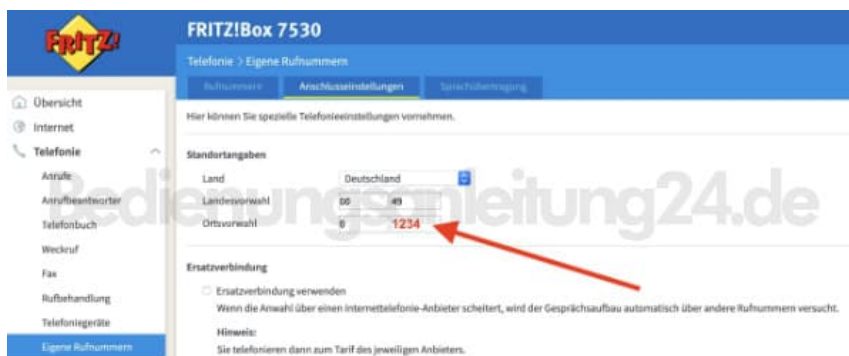 FRITZ!
FRITZ!Box 7530
Telefonie > Eigene Rufnummern
Rufnummern Anschlusseinstellungen Sprachübertragung
Übersicht
Internet
Telefonie
Anrufe
Anrufbeantworter
Telefonbuch
Weckruf
Fax
Rufbehandlung
Telefoniegeräte
Eigene Rufnummern
Hier können Sie spezielle Telefonieeinstellungen vornehmen.
Standortangaben
Land Deutschland
Landesvorwahl 00 49
Ortsvorwahl 0 1234
Ersatzverbindung
Ersatzverbindung verwenden
Wenn die Anwahl über einen Internettelefonie-Anbieter scheitert, wird der Gesprächsaufbau automatisch über andere Rufnummern versucht.
Hinweis:
Sie telefonieren dann zum Tarif des jeweiligen Anbieters.
Bedienungsanleitung24.de